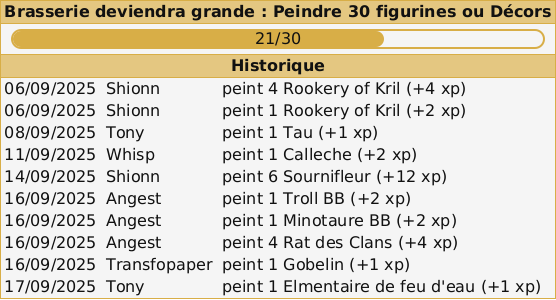 Brasserie deviendra grande : Peindre 30 figurines ou Décors
21/30
Historique
06/09/2025 Shionn peint 4 Rookery of Kril (+4 xp)
06/09/2025 Shionn peint 1 Rookery of Kril (+2 xp)
08/09/2025 Tony peint 1 Tau (+1 xp)
11/09/2025 Whisp peint 1 Calleche (+2 xp)
14/09/2025 Shionn peint 6 Sournifleur (+12 xp)
16/09/2025 Angest peint 1 Troll BB (+2 xp)
16/09/2025 Angest peint 1 Minotaure BB (+2 xp)
16/09/2025 Angest peint 4 Rat des Clans (+4 xp)
16/09/2025 Transfopaper peint 1 Gobelin (+1 xp)
17/09/2025 Tony peint 1 Elmentaire de feu d'eau (+1 xp)